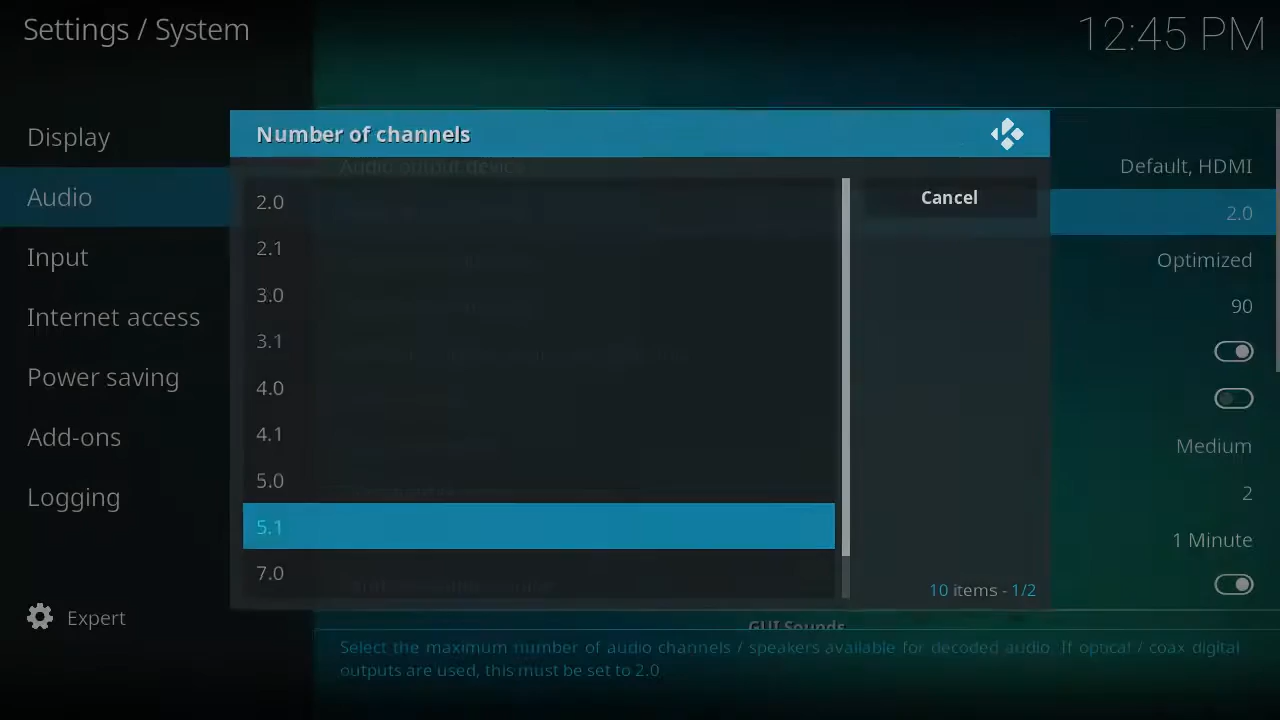 Settings / System
12:45 PM
Display
Audio
Input
Internet access
Power saving
Add-ons
Logging
Expert
Number of channels
Audio output device
2.0
2.1
3.0
3.1
4.0
4.1
5.0
5.1
7.0
Cancel
10 items - 1/2
Default, HDMI
2.0
Optimized
90
Medium
2
1 Minute
GUI Sounds
Select the maximum number of audio channels / speakers available for decoded audio. If optical / coax digital
outputs are used, this must be set to 2.0